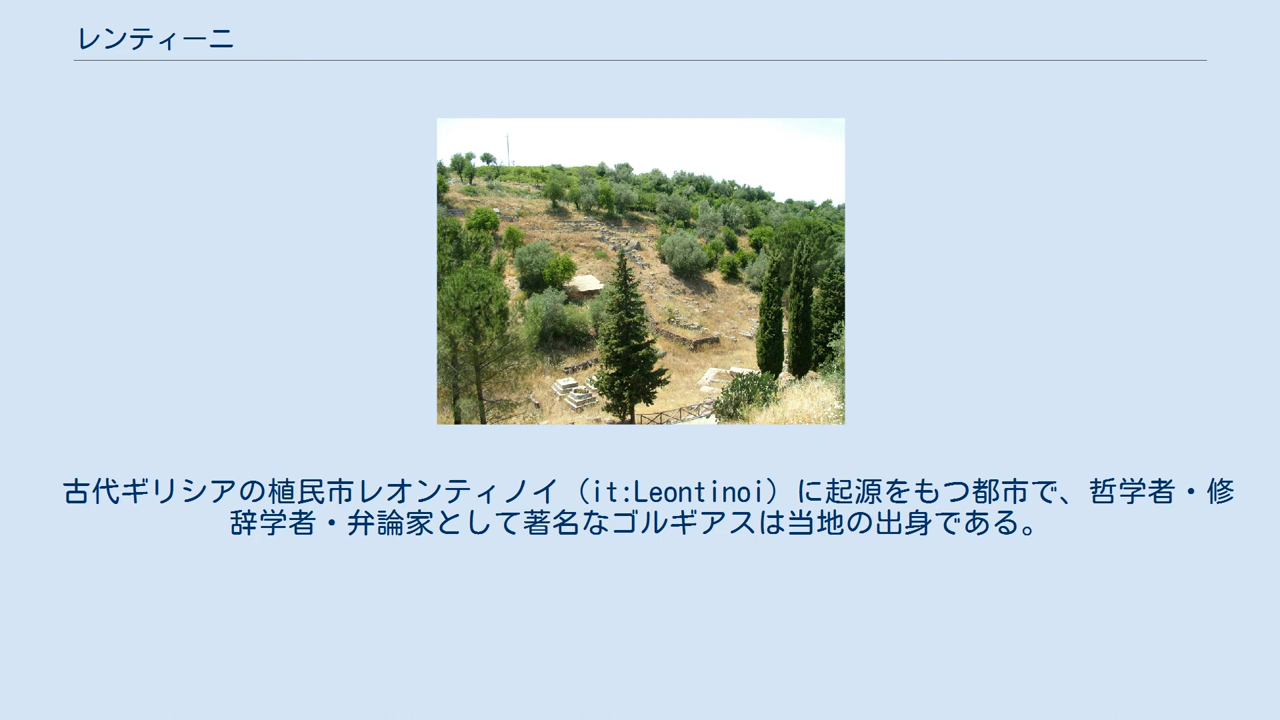 レンティーニ
古代ギリシアの植民市レオンティノイ（it:Leontinoi）に起源をもつ都市で、哲学者・修
辞学者・弁論家として著名なゴルギアスは当地の出身である。